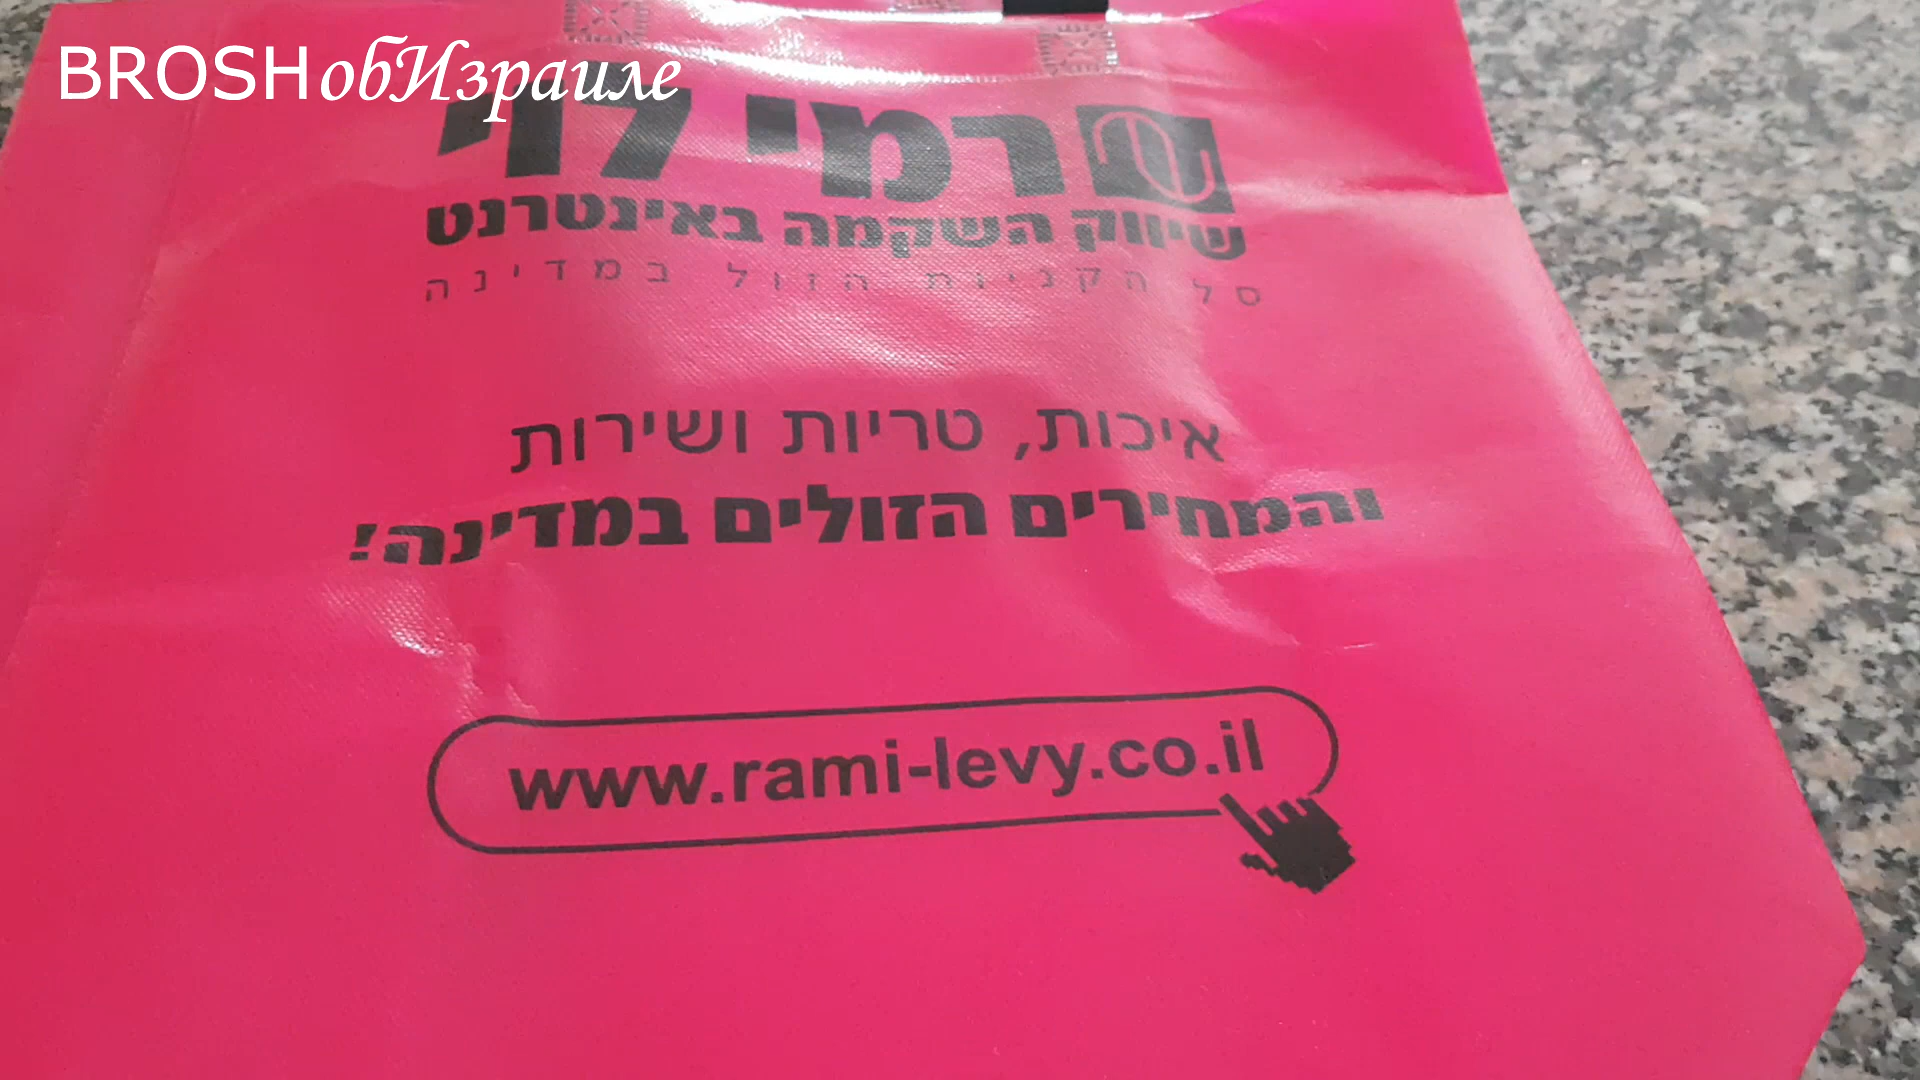 BROSHобИзраиле
רמי לוי
שיווק השקמה באינטרנט
סל הקניות הזול במדינה
איכות, טריות ושירות
והמחירים הזולים במדינה!
www.rami-levy.co.il